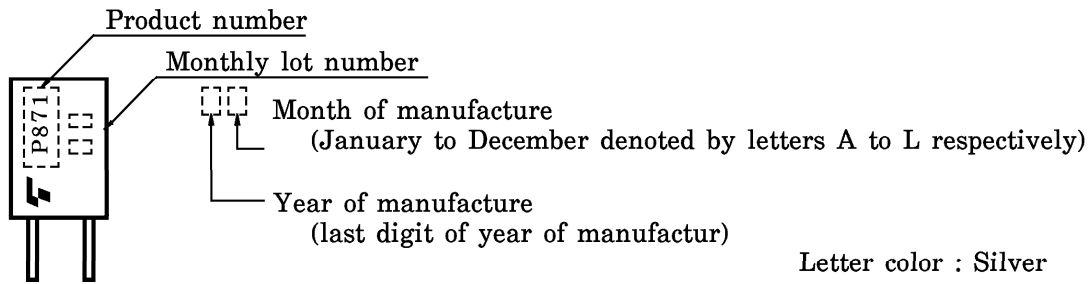 Product number
Monthly lot number
P871
Month of manufacture
(January to December denoted by letters A to L respectively)
Year of manufacture
(last digit of year of manufactur)
Letter color : Silver